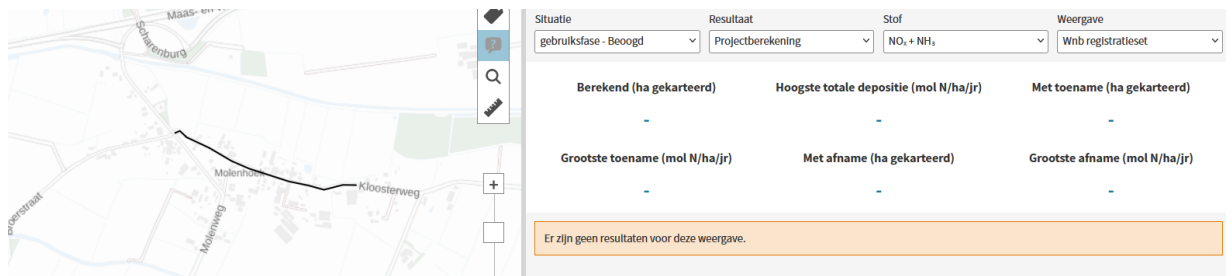 Maas- en W
Scharenburg
Molenhoek
Kloosterweg
Broerstraat
Molenweg
+
Situatie Resultaat Stof Weergave
gebruiksfase - Beoogd Projectberekening NOₓ + NH₃ Wnb registratieset
Berekend (ha gekarteerd) Hoogste totale depositie (mol N/ha/jr) Met toename (ha gekarteerd)
- - -
Grootste toename (mol N/ha/jr) Met afname (ha gekarteerd) Grootste afname (mol N/ha/jr)
- - -
Er zijn geen resultaten voor deze weergave.